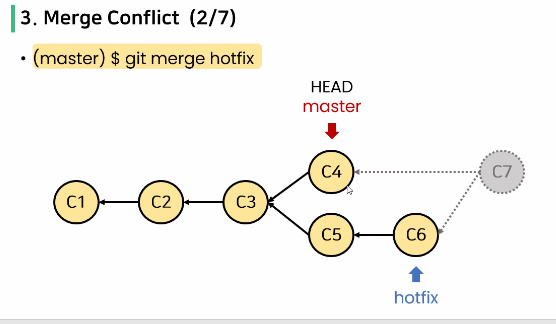 3. Merge Conflict (2/7)
• (master) $ git merge hotfix
HEAD
master
C4
C7
C1
C2
C3
C5
C6
hotfix